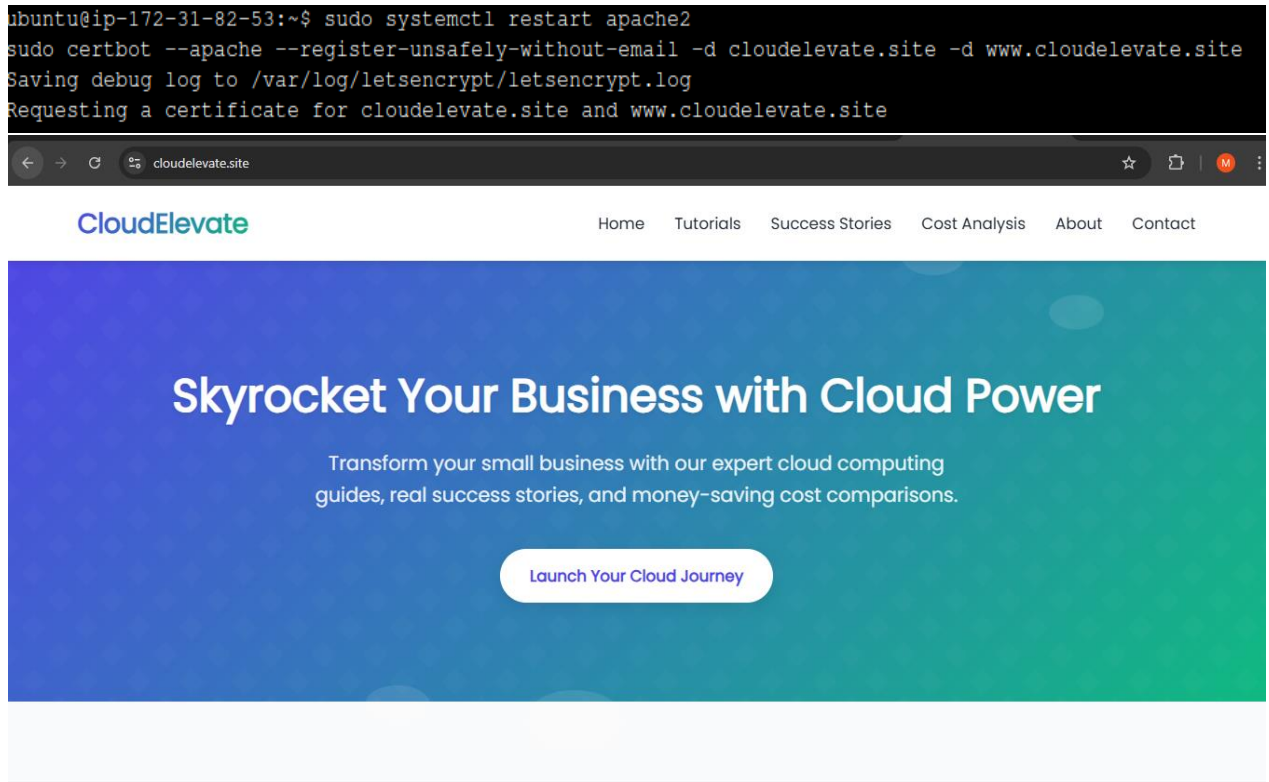 ubuntu@ip-172-31-82-53:~$ sudo systemctl restart apache2
sudo certbot --apache --register-unsafely-without-email -d cloudelevate.site -d www.cloudelevate.site
Saving debug log to /var/log/letsencrypt/letsencrypt.log
Requesting a certificate for cloudelevate.site and www.cloudelevate.site
cloudelevate.site M
CloudElevate Home Tutorials Success Stories Cost Analysis About Contact
Skyrocket Your Business with Cloud Power
Transform your small business with our expert cloud computing
guides, real success stories, and money-saving cost comparisons.
Launch Your Cloud Journey